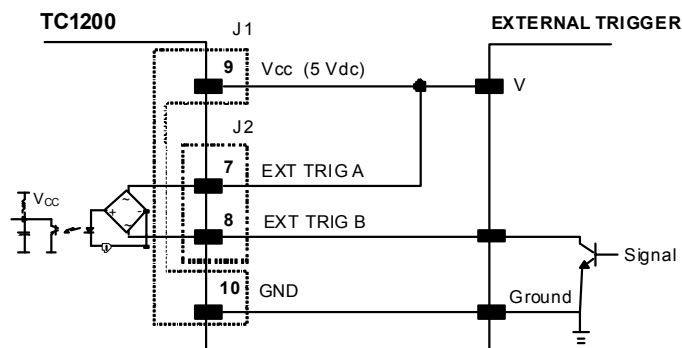 TC1200
EXTERNAL TRIGGER
J1
9 Vcc (5 Vdc)
V
J2
7 EXT TRIG A
VCC
~
+ -
~
8 EXT TRIG B
Signal
10 GND
Ground